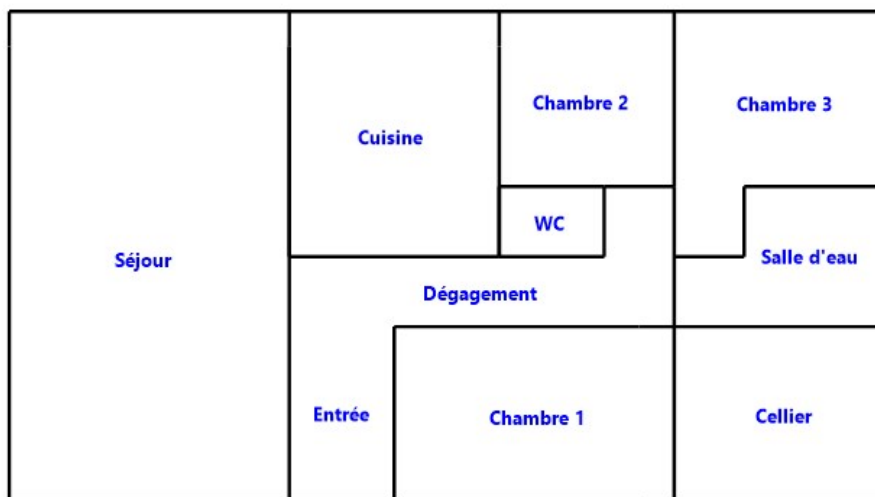 Chambre 2
Chambre 3
Cuisine
WC
Séjour
Salle d'eau
Dégagement
Entrée
Chambre 1
Cellier